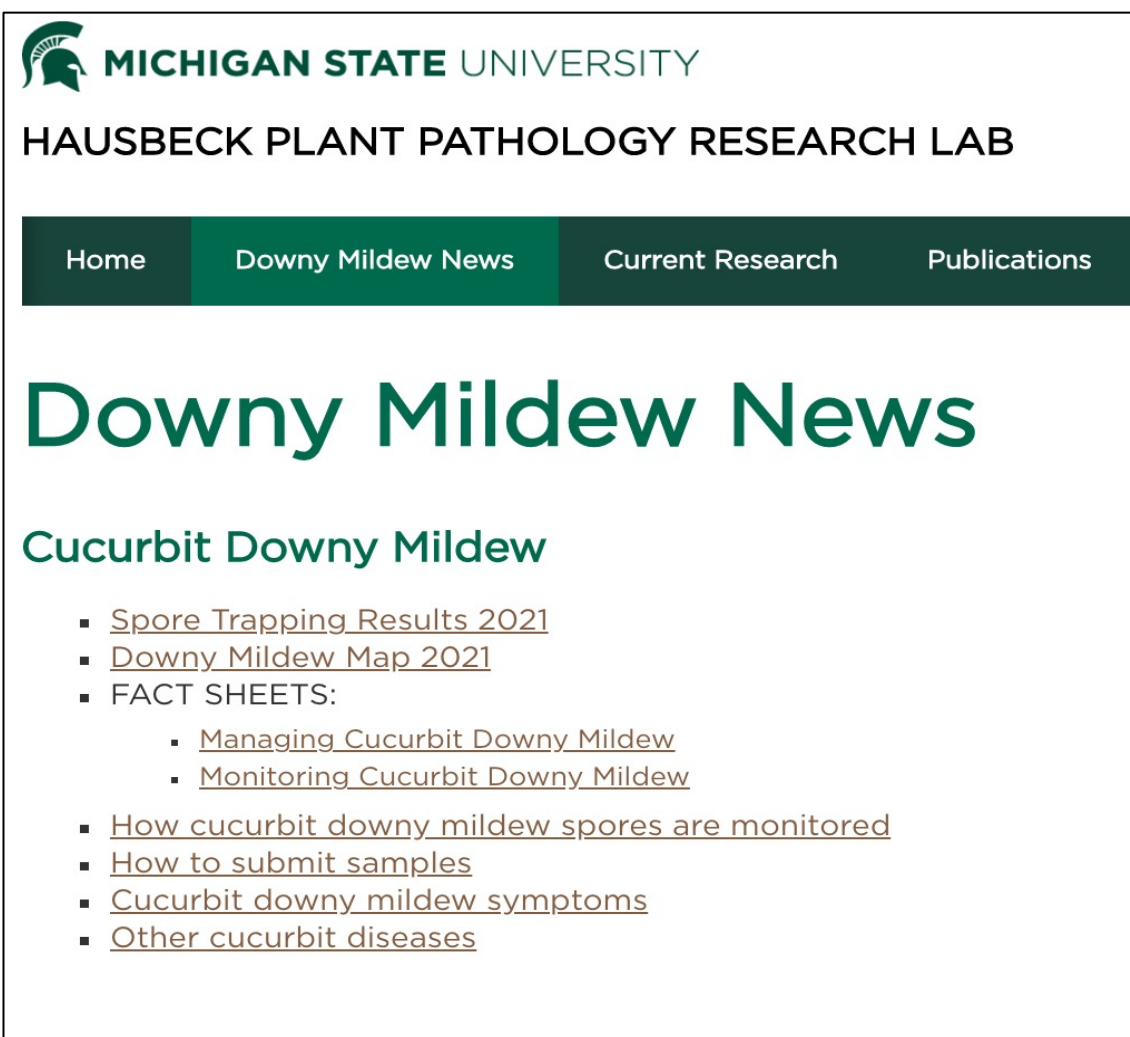 MICHIGAN STATE UNIVERSITY
HAUSBECK PLANT PATHOLOGY RESEARCH LAB
Home Downy Mildew News Current Research Publications
Downy Mildew News
Cucurbit Downy Mildew
Spore Trapping Results 2021
Downy Mildew Map 2021
FACT SHEETS:
Managing Cucurbit Downy Mildew
Monitoring Cucurbit Downy Mildew
How cucurbit downy mildew spores are monitored
How to submit samples
Cucurbit downy mildew symptoms
Other cucurbit diseases